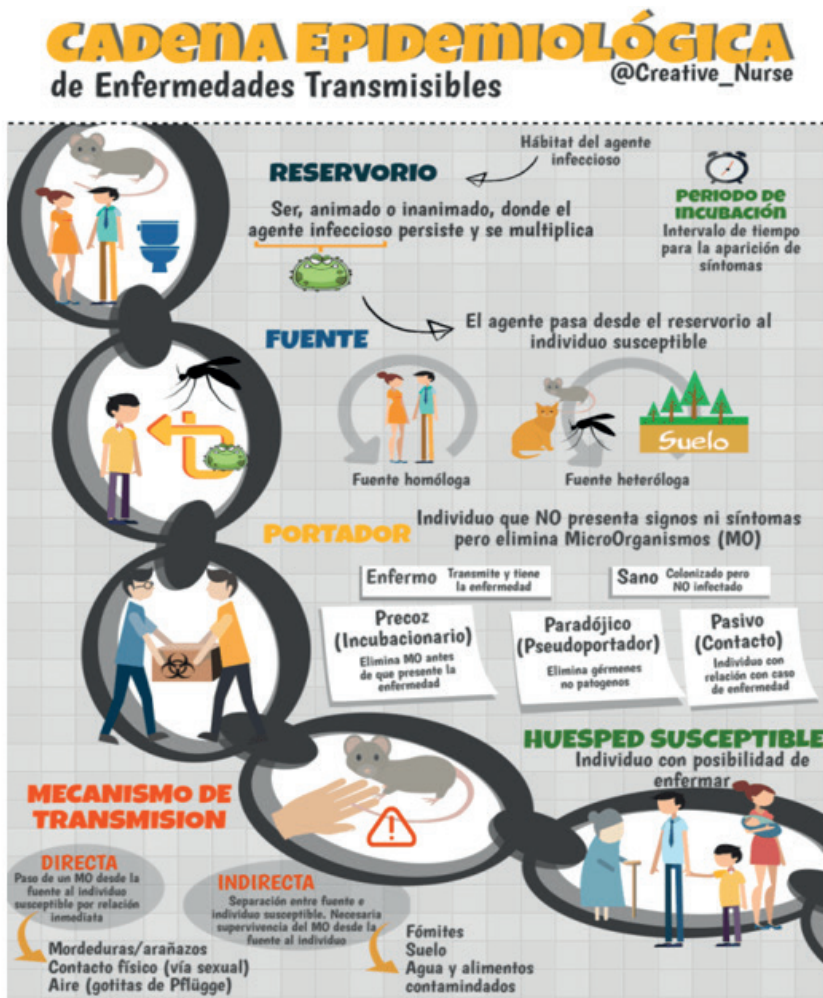 CADENA EPIDEMIOLÓGICA
de Enfermedades Transmisibles
@Creative_Nurse
RESERVORIO
Hábitat del agente
infeccioso
Ser, animado o inanimado, donde el
agente infeccioso persiste y se multiplica
PERIODO DE
INCUBACIÓN
Intervalo de tiempo
para la aparición de
síntomas
FUENTE
El agente pasa desde el reservorio al
individuo susceptible
Suelo
Fuente homóloga
Fuente heteróloga
PORTADOR
Individuo que NO presenta signos ni síntomas
pero elimina MicroOrganismos (MO)
Enfermo
Transmite y tiene
la enfermedad
Sano
Colonizado pero
NO infectado
Precoz
(Incubacionario)
Elimina MO antes
de que presente la
enfermedad
Paradójico
(Pseudoportador)
Elimina gérmenes
no patogenos
Pasivo
(Contacto)
Individuo con
relación con caso
de enfermedad
HUESPED SUSCEPTIBLE
Individuo con posibilidad de
enfermar
MECANISMO DE
TRANSMISION
DIRECTA
Paso de un MO desde la
fuente al individuo
susceptible por relación
inmediata
Mordeduras/arañazos
Contacto físico (vía sexual)
Aire (gotitas de Pflügge)
INDIRECTA
Separación entre fuente e
individuo susceptible. Necesaria
supervivencia del MO desde la
fuente al individuo
Fómites
Suelo
Agua y alimentos
contamindados